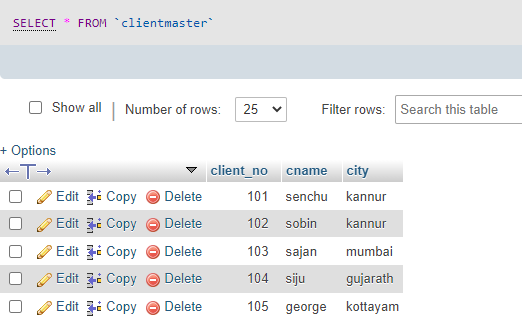 SELECT * FROM `clientmaster`
Show all Number of rows: 25 Filter rows: Search this table
+ Options
←T→ client_no cname city
Edit Copy Delete 101 senchu kannur
Edit Copy Delete 102 sobin kannur
Edit Copy Delete 103 sajan mumbai
Edit Copy Delete 104 siju gujarath
Edit Copy Delete 105 george kottayam